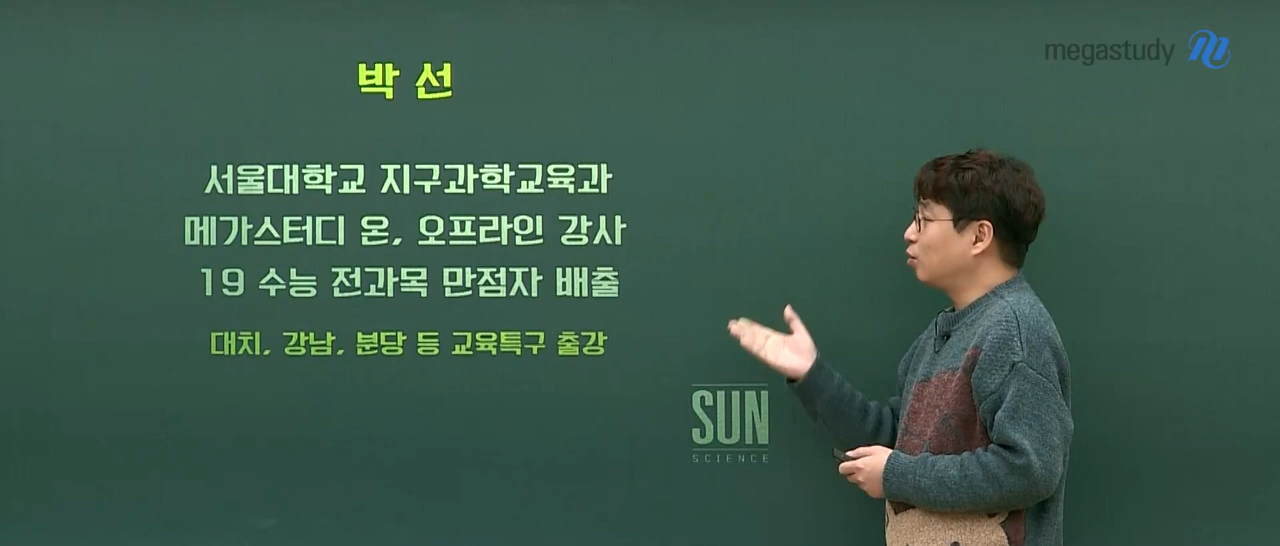 megastudy
박 선
서울대학교 지구과학교육과
메가스터디 온, 오프라인 강사
19 수능 전과목 만점자 배출
대치, 강남, 분당 등 교육특구 출강
SUN
SCIENCE